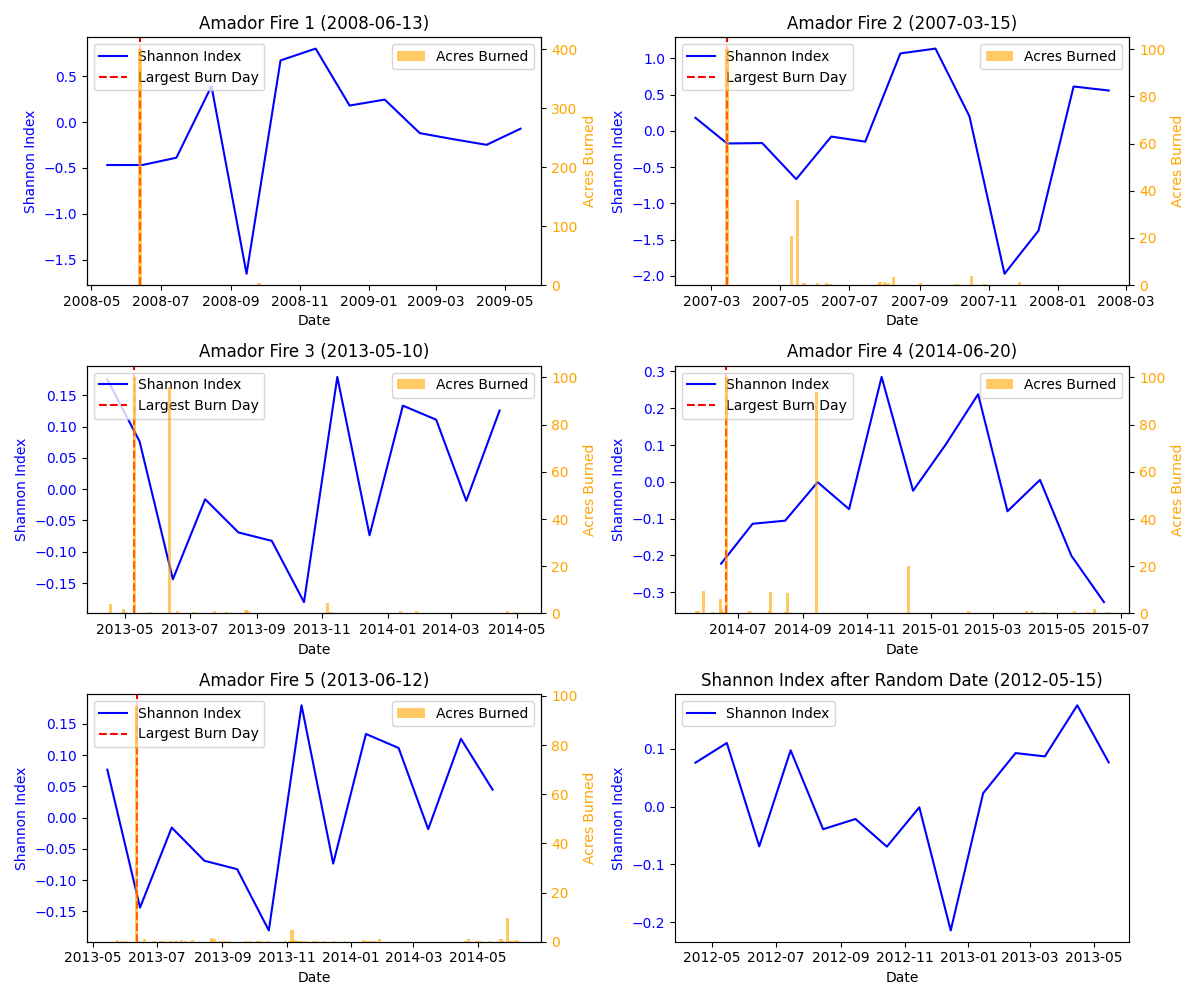 Amador Fire 1 (2008-06-13)
Shannon Index
Largest Burn Day
Acres Burned
0.5
0.0
−0.5
−1.0
−1.5
Shannon Index
400
300
200
100
0
Acres Burned
2008-05 2008-07 2008-09 2008-11 2009-01 2009-03 2009-05
Date
Amador Fire 2 (2007-03-15)
Shannon Index
Largest Burn Day
Acres Burned
1.0
0.5
0.0
−0.5
−1.0
−1.5
−2.0
Shannon Index
100
80
60
40
20
0
Acres Burned
2007-03 2007-05 2007-07 2007-09 2007-11 2008-01 2008-03
Date
Amador Fire 3 (2013-05-10)
Shannon Index
Largest Burn Day
Acres Burned
0.15
0.10
0.05
0.00
−0.05
−0.10
−0.15
Shannon Index
100
80
60
40
20
0
Acres Burned
2013-05 2013-07 2013-09 2013-11 2014-01 2014-03 2014-05
Date
Amador Fire 4 (2014-06-20)
Shannon Index
Largest Burn Day
Acres Burned
0.3
0.2
0.1
0.0
−0.1
−0.2
−0.3
Shannon Index
100
80
60
40
20
0
Acres Burned
2014-07 2014-09 2014-11 2015-01 2015-03 2015-05 2015-07
Date
Amador Fire 5 (2013-06-12)
Shannon Index
Largest Burn Day
Acres Burned
0.15
0.10
0.05
0.00
−0.05
−0.10
−0.15
Shannon Index
100
80
60
40
20
0
Acres Burned
2013-05 2013-07 2013-09 2013-11 2014-01 2014-03 2014-05
Date
Shannon Index after Random Date (2012-05-15)
Shannon Index
0.1
0.0
−0.1
−0.2
Shannon Index
2012-05 2012-07 2012-09 2012-11 2013-01 2013-03 2013-05
Date